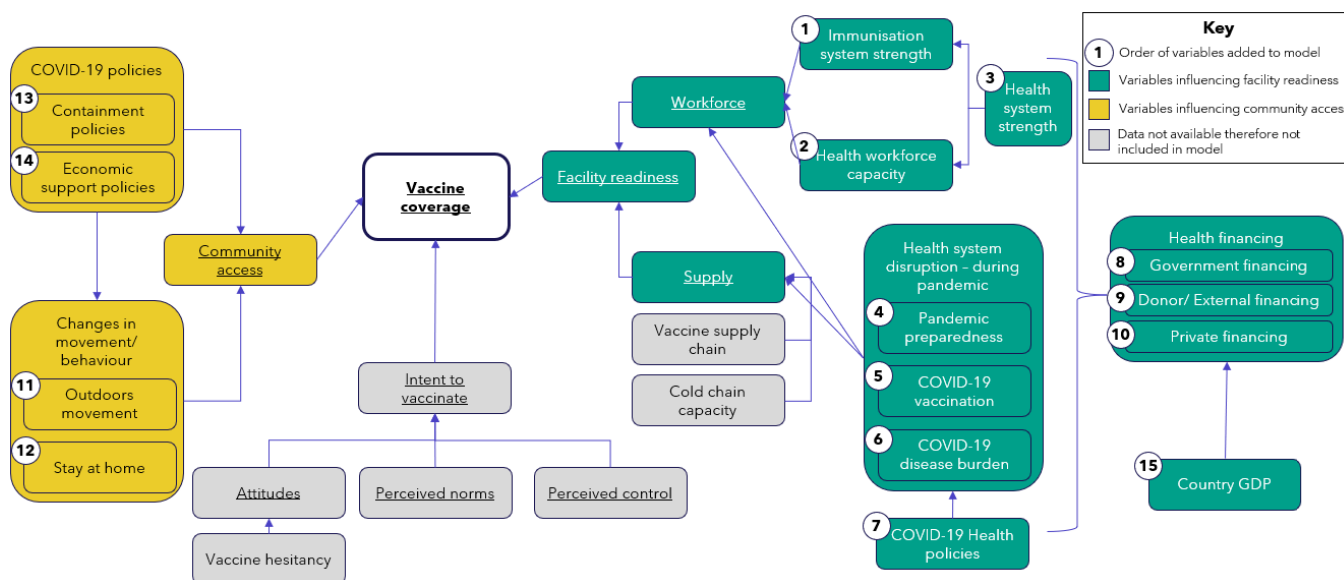 Key
1 Order of variables added to model
Variables influencing facility readiness
Variables influencing community access
Data not available therefore not
included in model
COVID-19 policies
13
Containment
policies
14
Economic
support policies
Community
access
Changes in
movement/
behaviour
11
Outdoors
movement
12
Stay at home
Vaccine
coverage
Intent to
vaccinate
Attitudes
Perceived norms
Perceived control
Vaccine hesitancy
Facility readiness
Workforce
Supply
Vaccine supply
chain
Cold chain
capacity
1
Immunisation
system strength
2
Health workforce
capacity
3
Health
system
strength
Health system
disruption – during
pandemic
4
Pandemic
preparedness
5
COVID-19
vaccination
6
COVID-19
disease burden
7
COVID-19 Health
policies
Health financing
8
Government financing
9
Donor/ External financing
10
Private financing
15
Country GDP